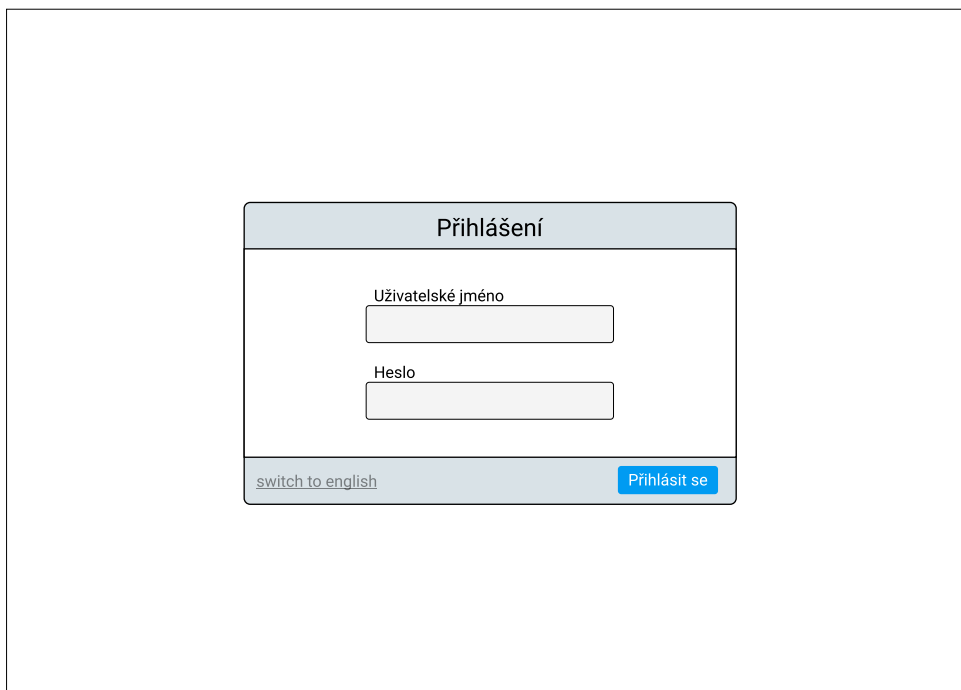 Přihlášení
Uživatelské jméno
Heslo
switch to english
Přihlásit se